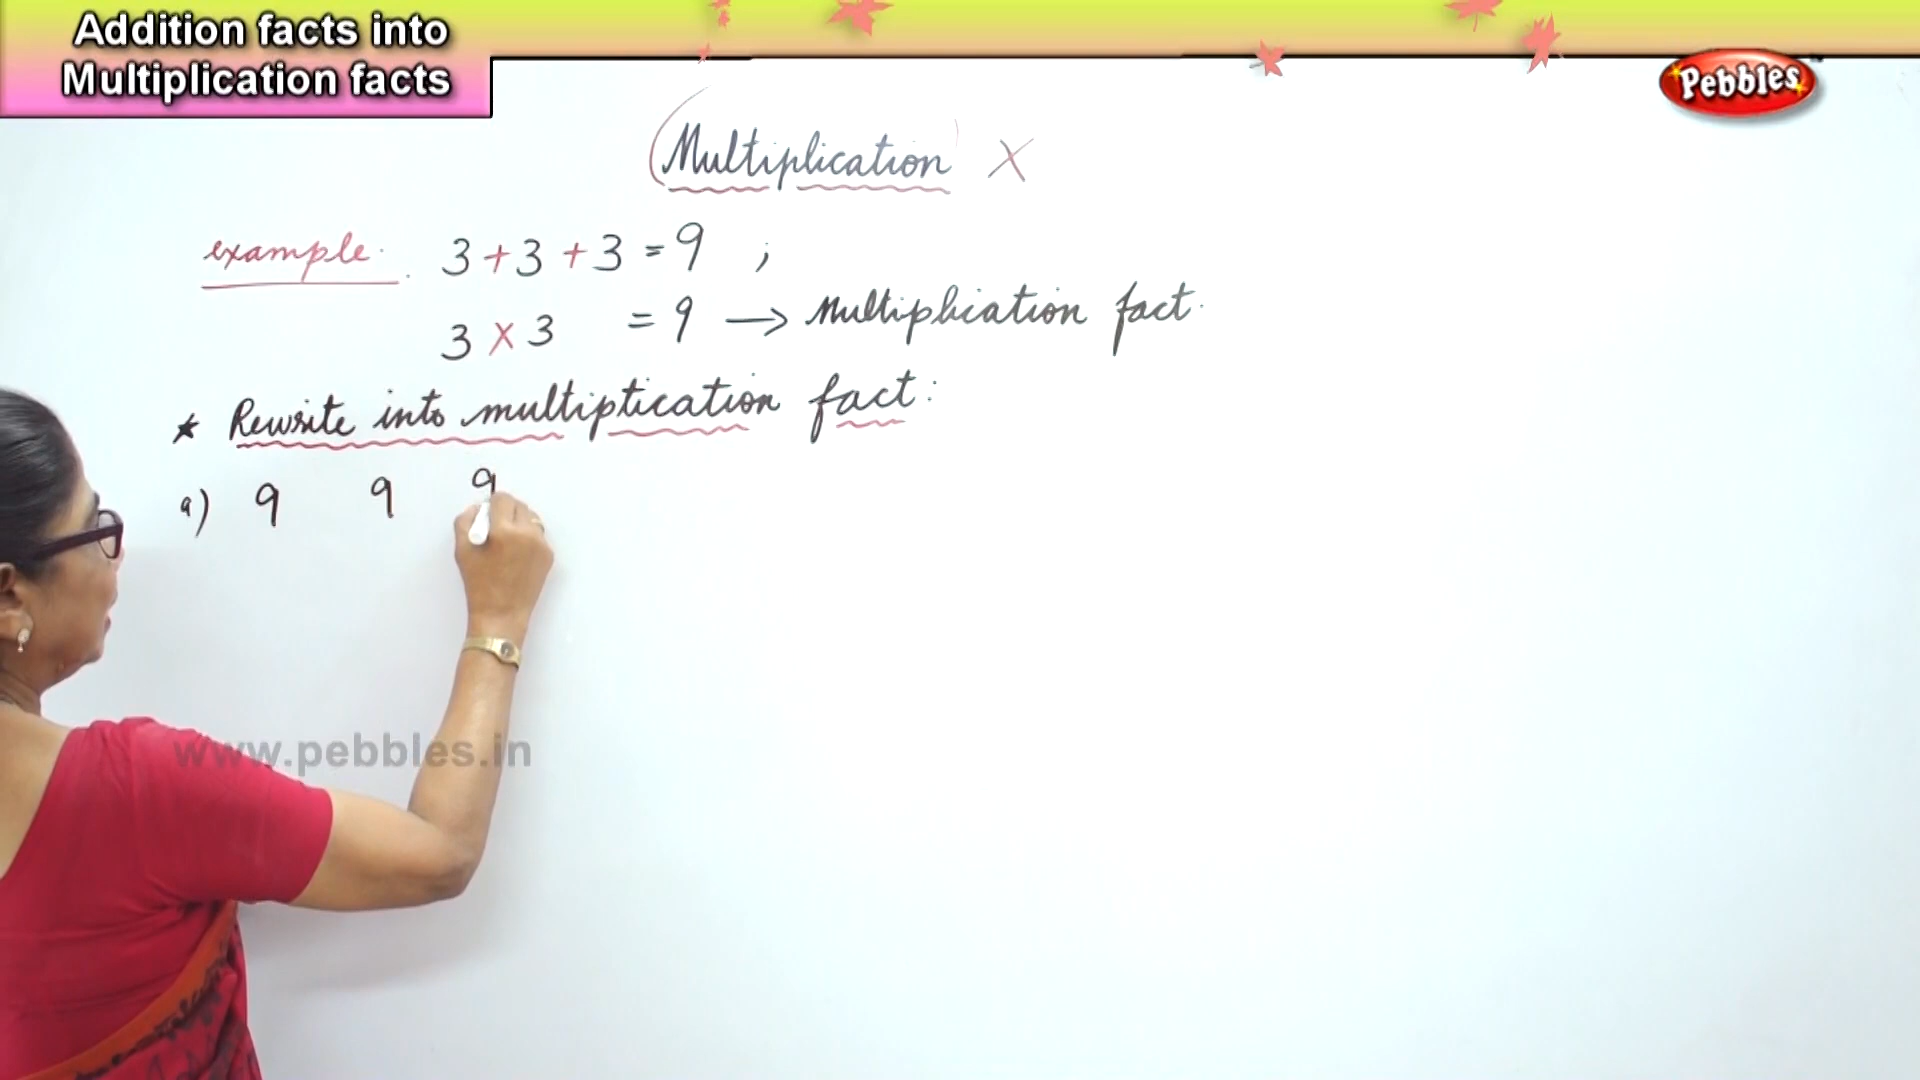 Addition facts into
Multiplication facts
Pebbles
(Multiplication) X
example. 3 + 3 + 3 = 9 ;
3 x 3 = 9 → Multiplication fact.
* Rewrite into multiplication fact:
a) 9 9 9
www.pebbles.in